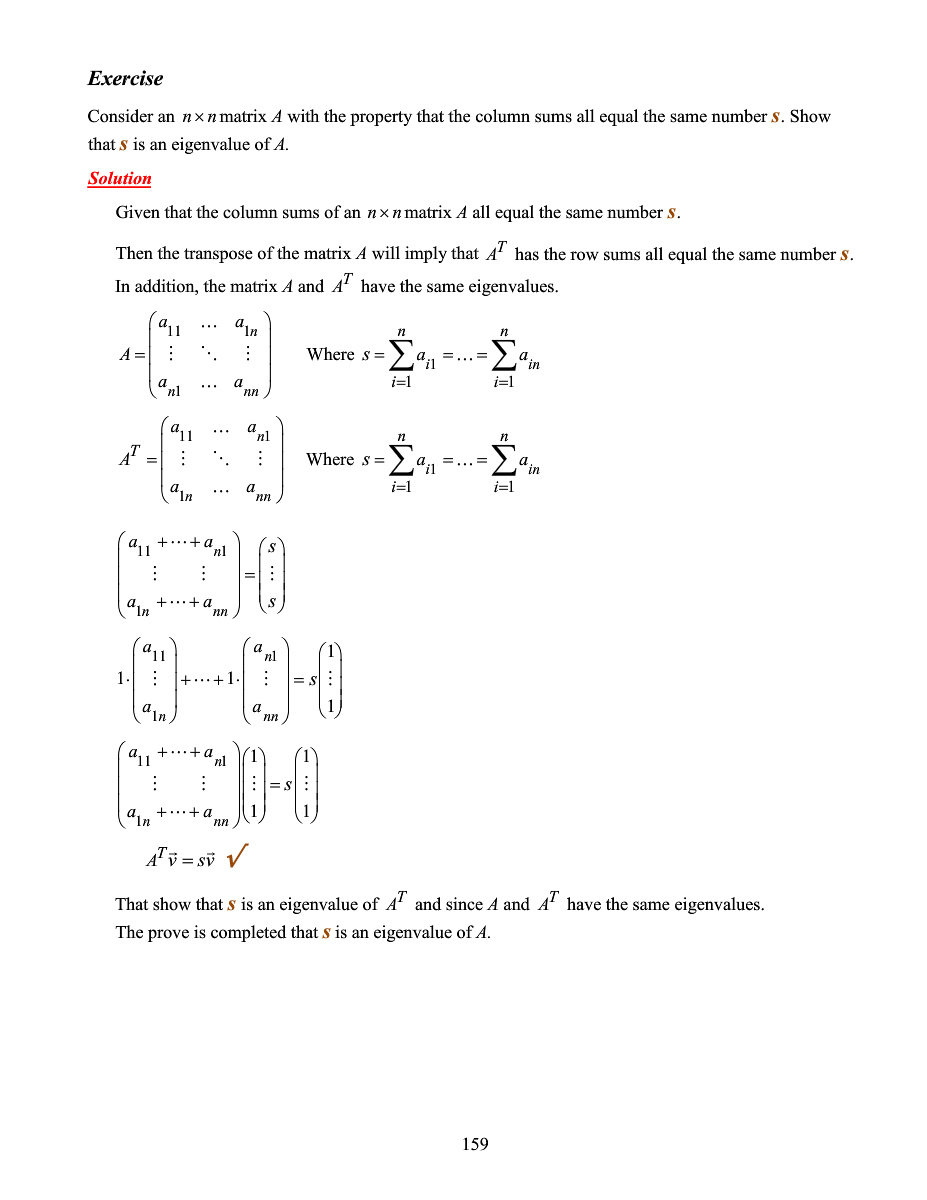 Exercise
Consider an n × n matrix A with the property that the column sums all equal the same number s. Show
that s is an eigenvalue of A.
Solution
Given that the column sums of an n × n matrix A all equal the same number s.
Then the transpose of the matrix A will imply that A^T has the row sums all equal the same number s.
In addition, the matrix A and A^T have the same eigenvalues.
A = \begin{pmatrix} a_{11} & \dots & a_{1n} \\ \vdots & \ddots & \vdots \\ a_{n1} & \dots & a_{nn} \end{pmatrix} Where s = \sum_{i=1}^{n} a_{i1} = \dots = \sum_{i=1}^{n} a_{in}
A^T = \begin{pmatrix} a_{11} & \dots & a_{n1} \\ \vdots & \ddots & \vdots \\ a_{1n} & \dots & a_{nn} \end{pmatrix} Where s = \sum_{i=1}^{n} a_{i1} = \dots = \sum_{i=1}^{n} a_{in}
\begin{pmatrix} a_{11} + \cdots + a_{n1} \\ \vdots \quad \vdots \\ a_{1n} + \cdots + a_{nn} \end{pmatrix} = \begin{pmatrix} s \\ \vdots \\ s \end{pmatrix}
1 \cdot \begin{pmatrix} a_{11} \\ \vdots \\ a_{1n} \end{pmatrix} + \cdots + 1 \cdot \begin{pmatrix} a_{n1} \\ \vdots \\ a_{nn} \end{pmatrix} = s \begin{pmatrix} 1 \\ \vdots \\ 1 \end{pmatrix}
\begin{pmatrix} a_{11} + \cdots + a_{n1} \\ \vdots \quad \vdots \\ a_{1n} + \cdots + a_{nn} \end{pmatrix} \begin{pmatrix} 1 \\ \vdots \\ 1 \end{pmatrix} = s \begin{pmatrix} 1 \\ \vdots \\ 1 \end{pmatrix}
A^T \vec{v} = s\vec{v} √
That show that s is an eigenvalue of A^T and since A and A^T have the same eigenvalues.
The prove is completed that s is an eigenvalue of A.
159